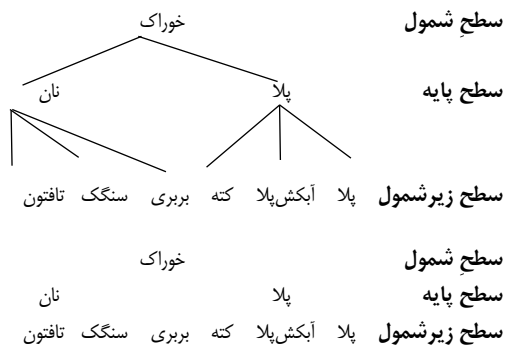 سطحِ شمول خوراک
سطح پایه پلا نان
سطح زیرشمول پلا آبکش‌پلا کته بربری سنگک تافتون
سطحِ شمول خوراک
سطح پایه پلا نان
سطح زیرشمول پلا آبکش‌پلا کته بربری سنگک تافتون